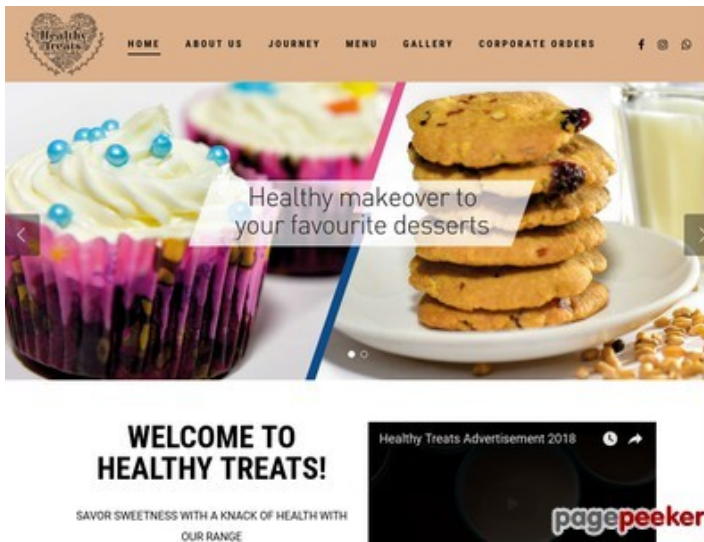 Healthy
Treats
HOME ABOUT US JOURNEY MENU GALLERY CORPORATE ORDERS
Healthy makeover to
your favourite desserts
WELCOME TO
HEALTHY TREATS!
SAVOR SWEETNESS WITH A KNACK OF HEALTH WITH
OUR RANGE
Healthy Treats Advertisement 2018
pagepeeker